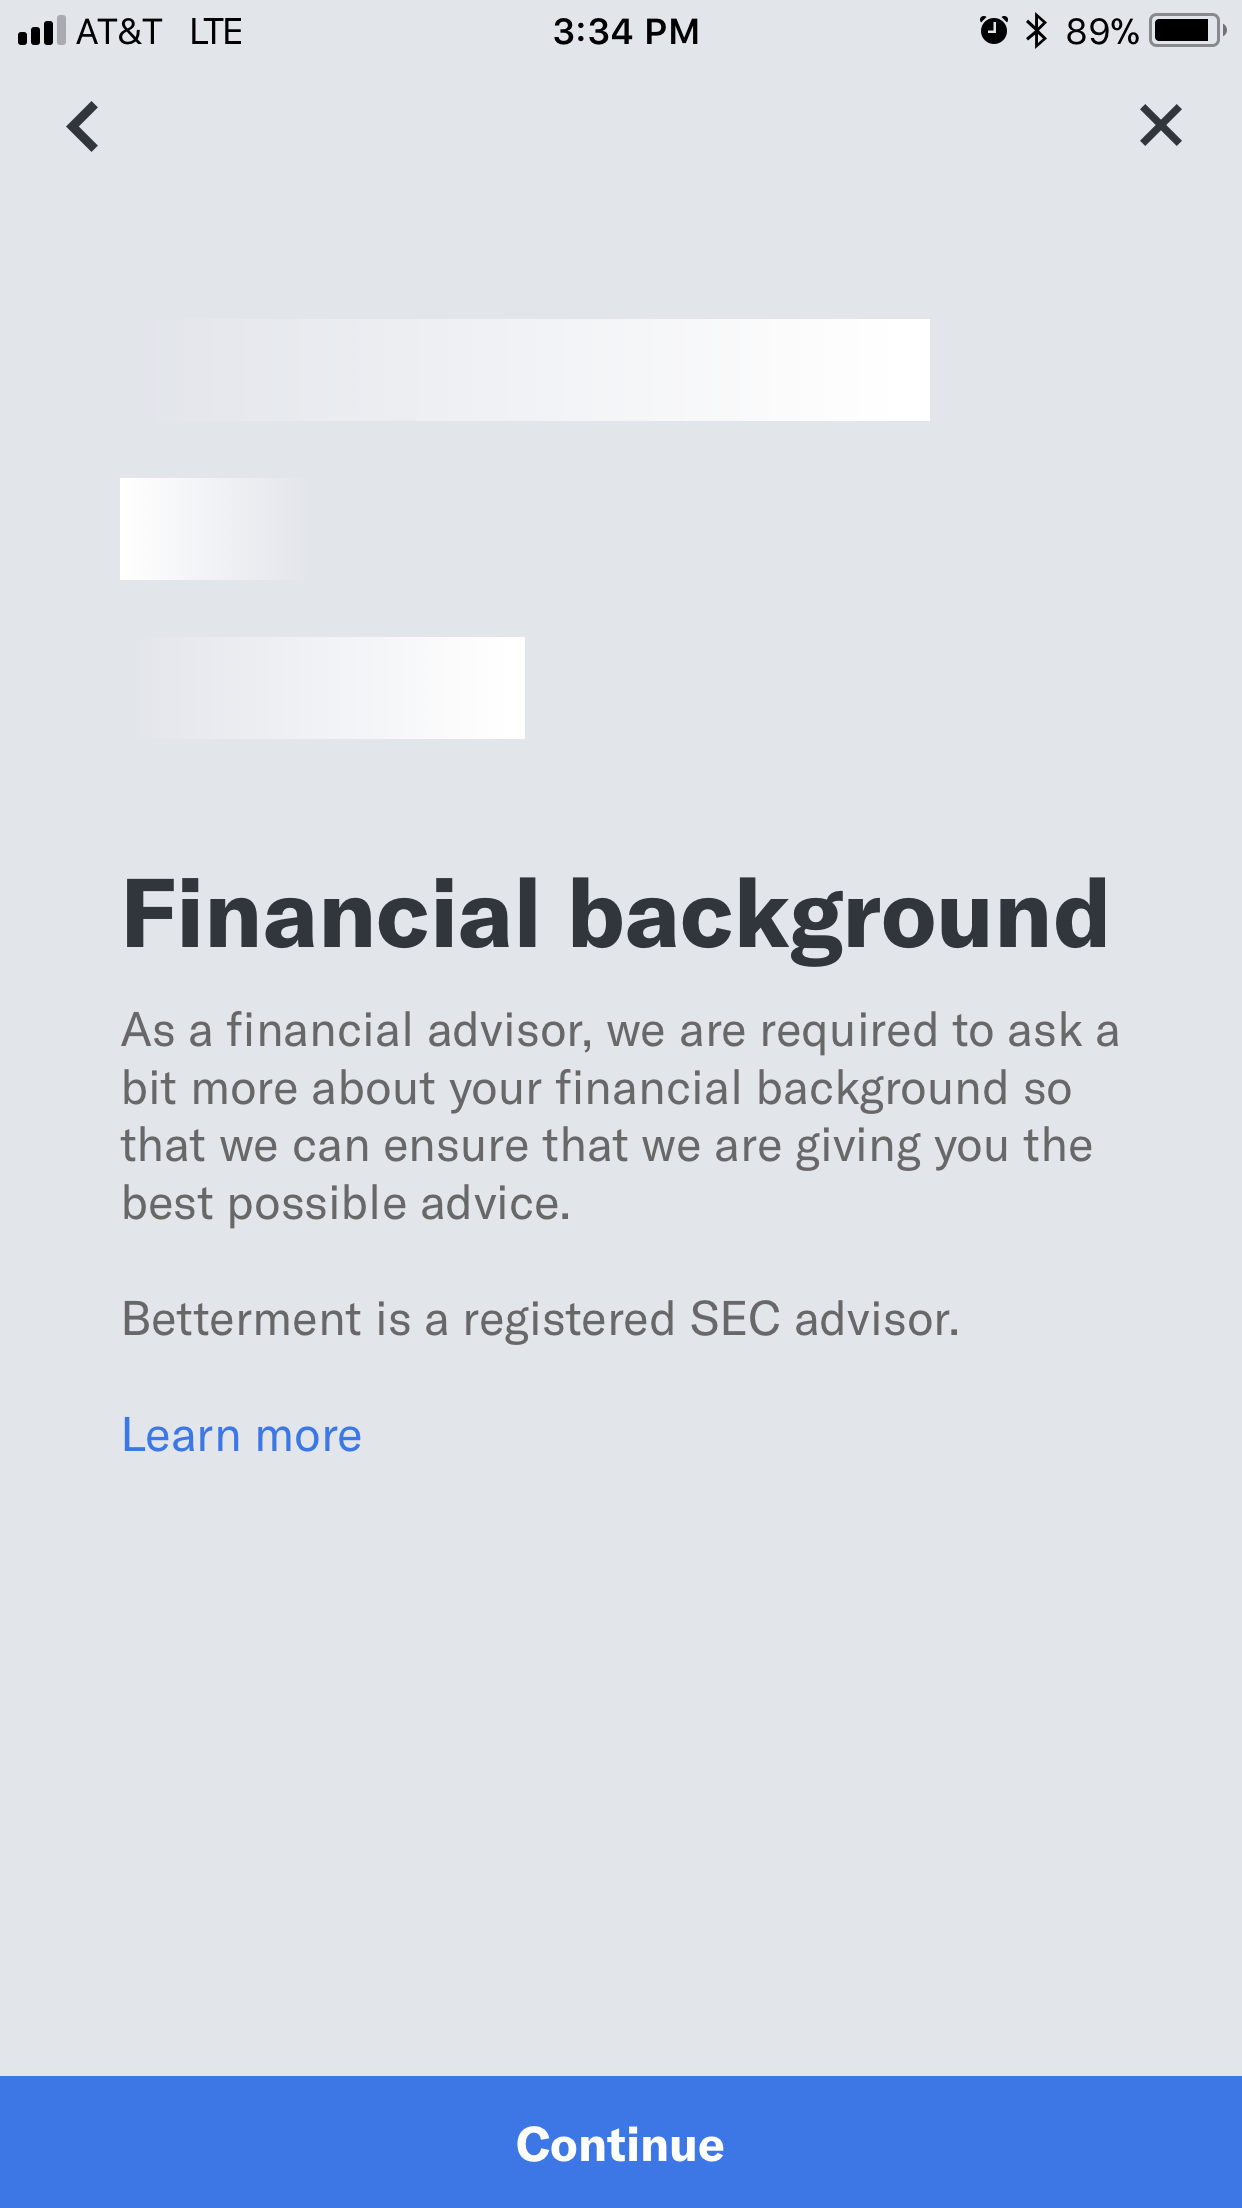 AT&T LTE 3:34 PM 89%
Financial background
As a financial advisor, we are required to ask a
bit more about your financial background so
that we can ensure that we are giving you the
best possible advice.
Betterment is a registered SEC advisor.
Learn more
Continue